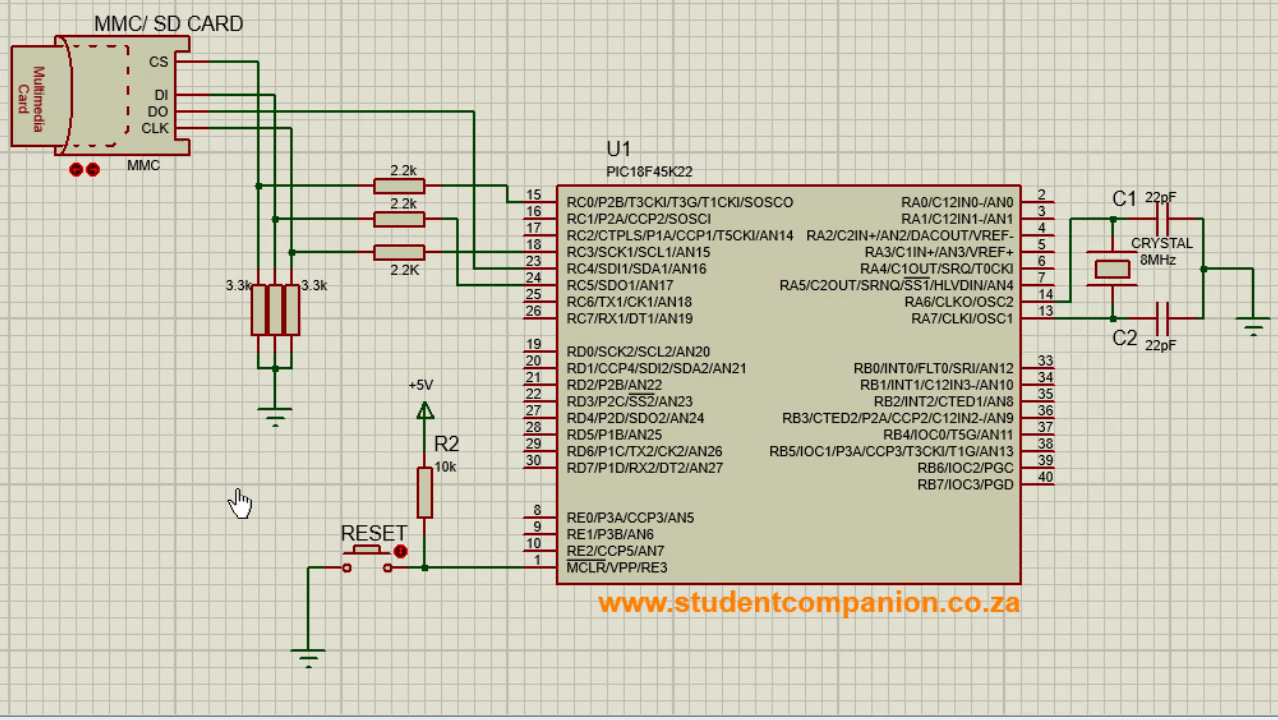 MMC/ SD CARD
Multimedia
Card
CS
DI
DO
CLK
MMC
2.2k
2.2k
2.2K
3.3k
3.3k
+5V
R2
10k
RESET
U1
PIC18F45K22
15 RC0/P2B/T3CKI/T3G/T1CKI/SOSCO
16 RC1/P2A/CCP2/SOSCI
17 RC2/CTPLS/P1A/CCP1/T5CKI/AN14
18 RC3/SCK1/SCL1/AN15
23 RC4/SDI1/SDA1/AN16
24 RC5/SDO1/AN17
25 RC6/TX1/CK1/AN18
26 RC7/RX1/DT1/AN19
19 RD0/SCK2/SCL2/AN20
20 RD1/CCP4/SDI2/SDA2/AN21
21 RD2/P2B/AN22
22 RD3/P2C/SS2/AN23
27 RD4/P2D/SDO2/AN24
28 RD5/P1B/AN25
29 RD6/P1C/TX2/CK2/AN26
30 RD7/P1D/RX2/DT2/AN27
8 RE0/P3A/CCP3/AN5
9 RE1/P3B/AN6
10 RE2/CCP5/AN7
1 MCLR/VPP/RE3
RA0/C12IN0-/AN0 2
RA1/C12IN1-/AN1 3
RA2/C2IN+/AN2/DACOUT/VREF- 4
RA3/C1IN+/AN3/VREF+ 5
RA4/C1OUT/SRQ/T0CKI 6
RA5/C2OUT/SRNQ/SS1/HLVDIN/AN4 7
RA6/CLKO/OSC2 14
RA7/CLKI/OSC1 13
RB0/INT0/FLT0/SRI/AN12 33
RB1/INT1/C12IN3-/AN10 34
RB2/INT2/CTED1/AN8 35
RB3/CTED2/P2A/CCP2/C12IN2-/AN9 36
RB4/IOC0/T5G/AN11 37
RB5/IOC1/P3A/CCP3/T3CKI/T1G/AN13 38
RB6/IOC2/PGC 39
RB7/IOC3/PGD 40
C1 22pF
CRYSTAL
8MHz
C2 22pF
www.studentcompanion.co.za